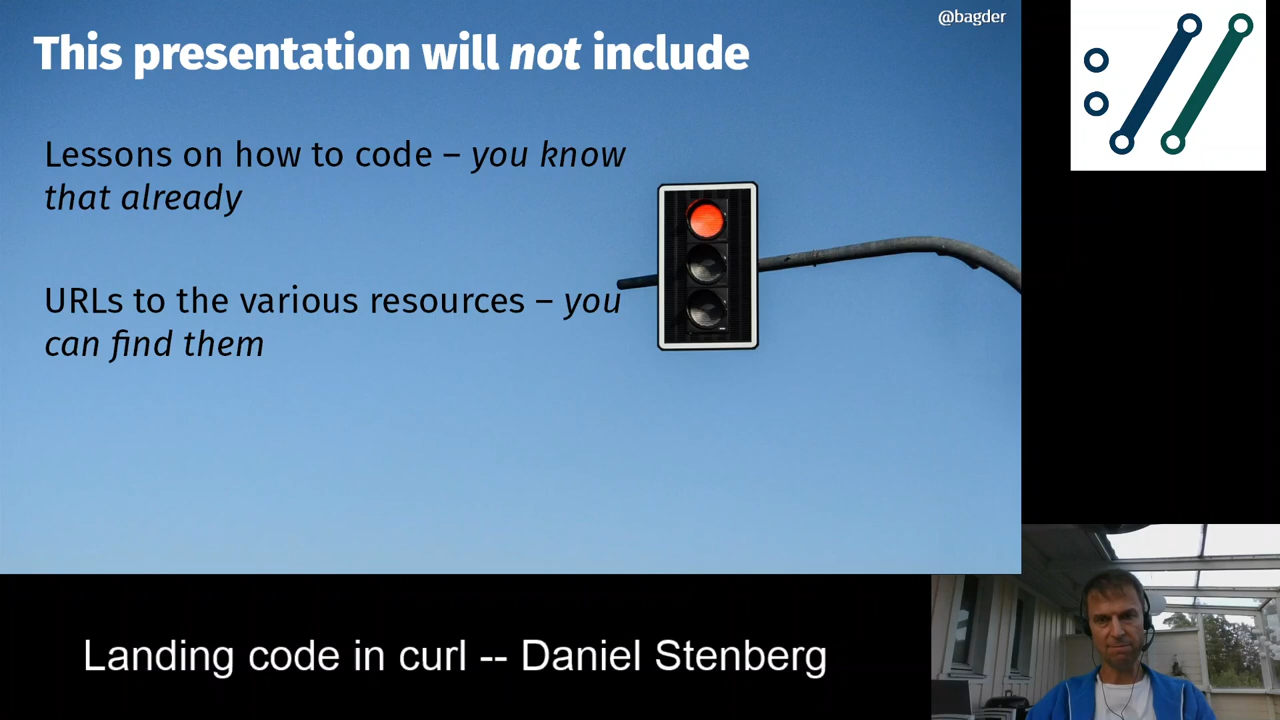 @bagder
This presentation will not include
Lessons on how to code – you know
that already
URLs to the various resources – you
can find them
Landing code in curl -- Daniel Stenberg